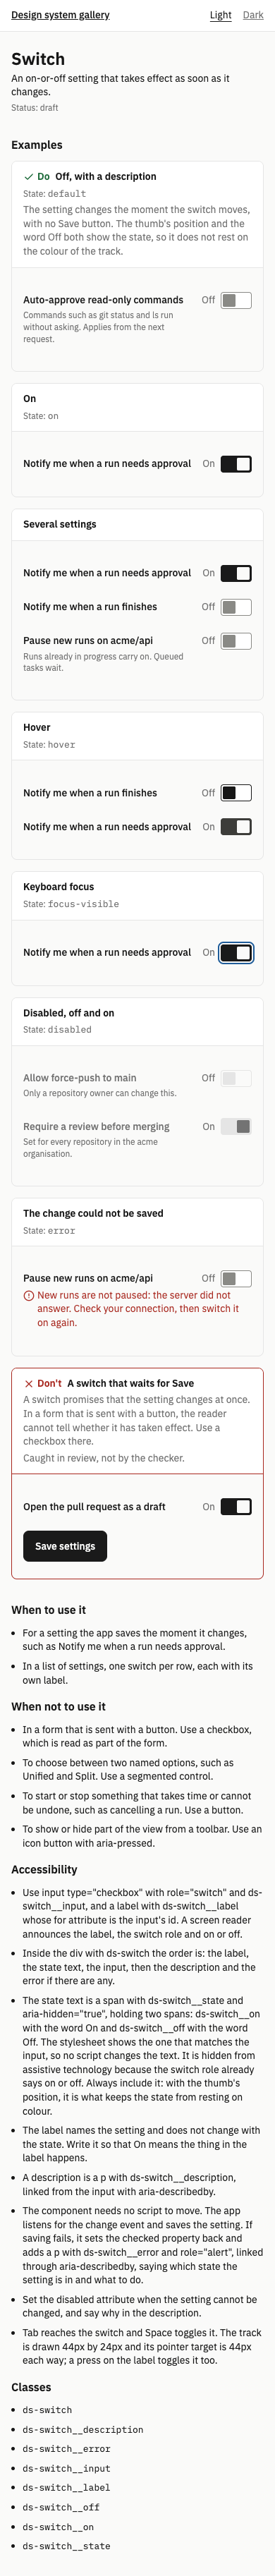 Design system gallery Light Dark
Switch
An on-or-off setting that takes effect as soon as it
changes.
Status: draft
Examples
Do Off, with a description
State: default
The setting changes the moment the switch moves,
with no Save button. The thumb's position and the
word Off both show the state, so it does not rest on
the colour of the track.
Auto-approve read-only commands Off
Commands such as git status and ls run
without asking. Applies from the next
request.
On
State: on
Notify me when a run needs approval On
Several settings
Notify me when a run needs approval On
Notify me when a run finishes Off
Pause new runs on acme/api Off
Runs already in progress carry on. Queued
tasks wait.
Hover
State: hover
Notify me when a run finishes Off
Notify me when a run needs approval On
Keyboard focus
State: focus-visible
Notify me when a run needs approval On
Disabled, off and on
State: disabled
Allow force-push to main Off
Only a repository owner can change this.
Require a review before merging On
Set for every repository in the acme
organisation.
The change could not be saved
State: error
Pause new runs on acme/api Off
New runs are not paused: the server did not
answer. Check your connection, then switch it
on again.
Don't A switch that waits for Save
A switch promises that the setting changes at once.
In a form that is sent with a button, the reader
cannot tell whether it has taken effect. Use a
checkbox there.
Caught in review, not by the checker.
Open the pull request as a draft On
Save settings
When to use it
• For a setting the app saves the moment it changes,
such as Notify me when a run needs approval.
• In a list of settings, one switch per row, each with its
own label.
When not to use it
• In a form that is sent with a button. Use a checkbox,
which is read as part of the form.
• To choose between two named options, such as
Unified and Split. Use a segmented control.
• To start or stop something that takes time or cannot
be undone, such as cancelling a run. Use a button.
• To show or hide part of the view from a toolbar. Use an
icon button with aria-pressed.
Accessibility
• Use input type="checkbox" with role="switch" and ds-
switch__input, and a label with ds-switch__label
whose for attribute is the input's id. A screen reader
announces the label, the switch role and on or off.
• Inside the div with ds-switch the order is: the label,
the state text, the input, then the description and the
error if there are any.
• The state text is a span with ds-switch__state and
aria-hidden="true", holding two spans: ds-switch__on
with the word On and ds-switch__off with the word
Off. The stylesheet shows the one that matches the
input, so no script changes the text. It is hidden from
assistive technology because the switch role already
says on or off. Always include it: with the thumb's
position, it is what keeps the state from resting on
colour.
• The label names the setting and does not change with
the state. Write it so that On means the thing in the
label happens.
• A description is a p with ds-switch__description,
linked from the input with aria-describedby.
• The component needs no script to move. The app
listens for the change event and saves the setting. If
saving fails, it sets the checked property back and
adds a p with ds-switch__error and role="alert", linked
through aria-describedby, saying which state the
setting is in and what to do.
• Set the disabled attribute when the setting cannot be
changed, and say why in the description.
• Tab reaches the switch and Space toggles it. The track
is drawn 44px by 24px and its pointer target is 44px
each way; a press on the label toggles it too.
Classes
• ds-switch
• ds-switch__description
• ds-switch__error
• ds-switch__input
• ds-switch__label
• ds-switch__off
• ds-switch__on
• ds-switch__state